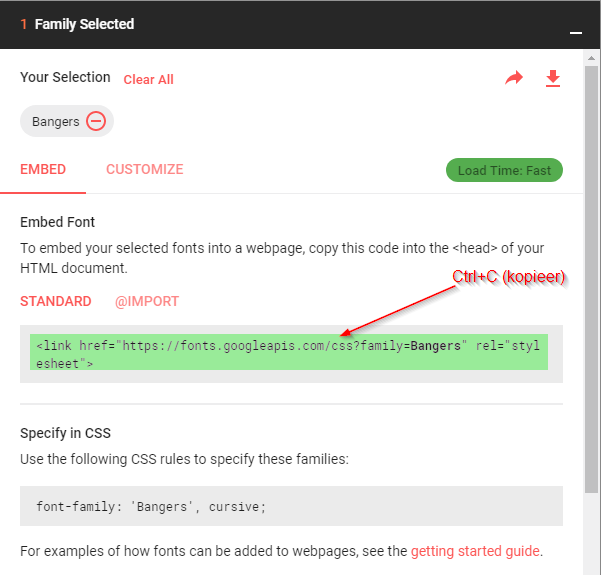 1 Family Selected
Your Selection Clear All
Bangers
EMBED CUSTOMIZE Load Time: Fast
Embed Font
To embed your selected fonts into a webpage, copy this code into the <head> of your
HTML document.
Ctrl+C (kopieer)
STANDARD @IMPORT
<link href="https://fonts.googleapis.com/css?family=Bangers" rel="styl
esheet">
Specify in CSS
Use the following CSS rules to specify these families:
font-family: 'Bangers', cursive;
For examples of how fonts can be added to webpages, see the getting started guide.